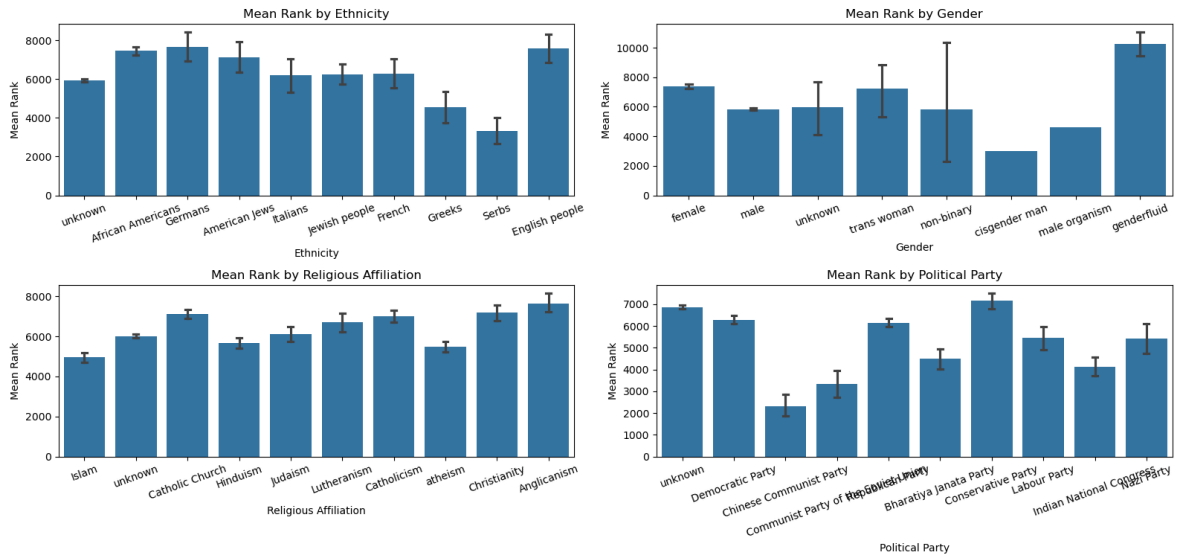 Mean Rank by Ethnicity
Mean Rank
8000
6000
4000
2000
0
unknown
African Americans
Germans
American Jews
Italians
Jewish people
French
Greeks
Serbs
English people
Ethnicity
Mean Rank by Gender
Mean Rank
10000
8000
6000
4000
2000
0
female
male
unknown
trans woman
non-binary
cisgender man
male organism
genderfluid
Gender
Mean Rank by Religious Affiliation
Mean Rank
8000
6000
4000
2000
0
Islam
unknown
Catholic Church
Hinduism
Judaism
Lutheranism
Catholicism
atheism
Christianity
Anglicanism
Religious Affiliation
Mean Rank by Political Party
Mean Rank
7000
6000
5000
4000
3000
2000
1000
0
unknown
Democratic Party
Chinese Communist Party
Communist Party of the Soviet Union
Republican Party
Bharatiya Janata Party
Conservative Party
Labour Party
Indian National Congress
Nazi Party
Political Party